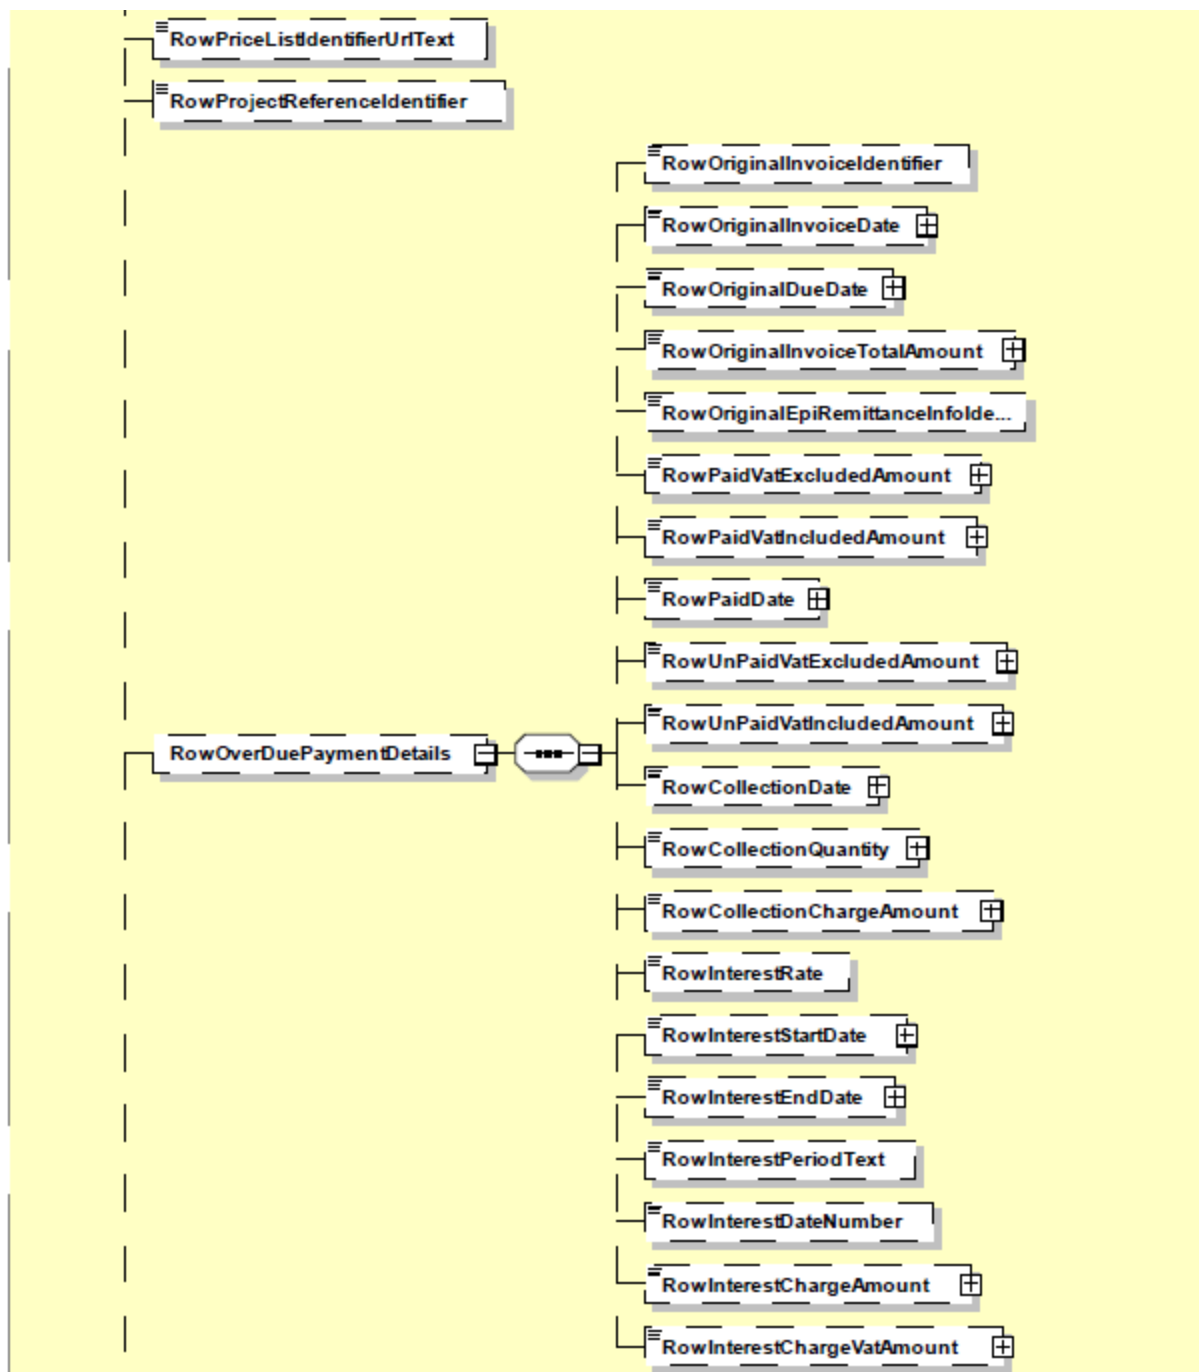 RowPriceListIdentifierUrlText
RowProjectReferenceIdentifier
RowOriginalInvoiceIdentifier
RowOriginalInvoiceDate
RowOriginalDueDate
RowOriginalInvoiceTotalAmount
RowOriginalEpiRemittanceInfoIde...
RowPaidVatExcludedAmount
RowPaidVatIncludedAmount
RowPaidDate
RowUnPaidVatExcludedAmount
RowUnPaidVatIncludedAmount
RowOverDuePaymentDetails
RowCollectionDate
RowCollectionQuantity
RowCollectionChargeAmount
RowInterestRate
RowInterestStartDate
RowInterestEndDate
RowInterestPeriodText
RowInterestDateNumber
RowInterestChargeAmount
RowInterestChargeVatAmount